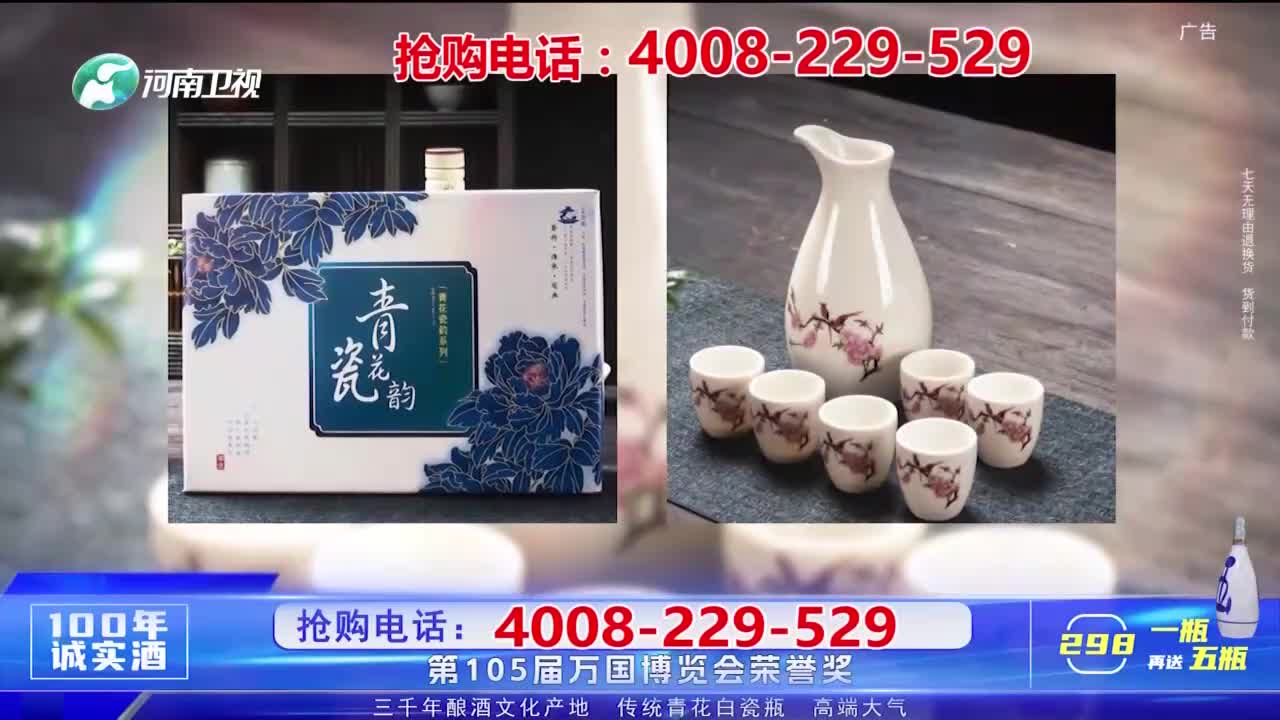 抢购电话：4008-229-529
广告
河南卫视
七天无理由退换货 货到付款
青花瓷韵
青花瓷韵系列
100年
诚实酒
抢购电话：4008-229-529
第105届万国博览会荣誉奖
298
一瓶
再送五瓶
三千年酿酒文化产地 传统青花白瓷瓶 高端大气